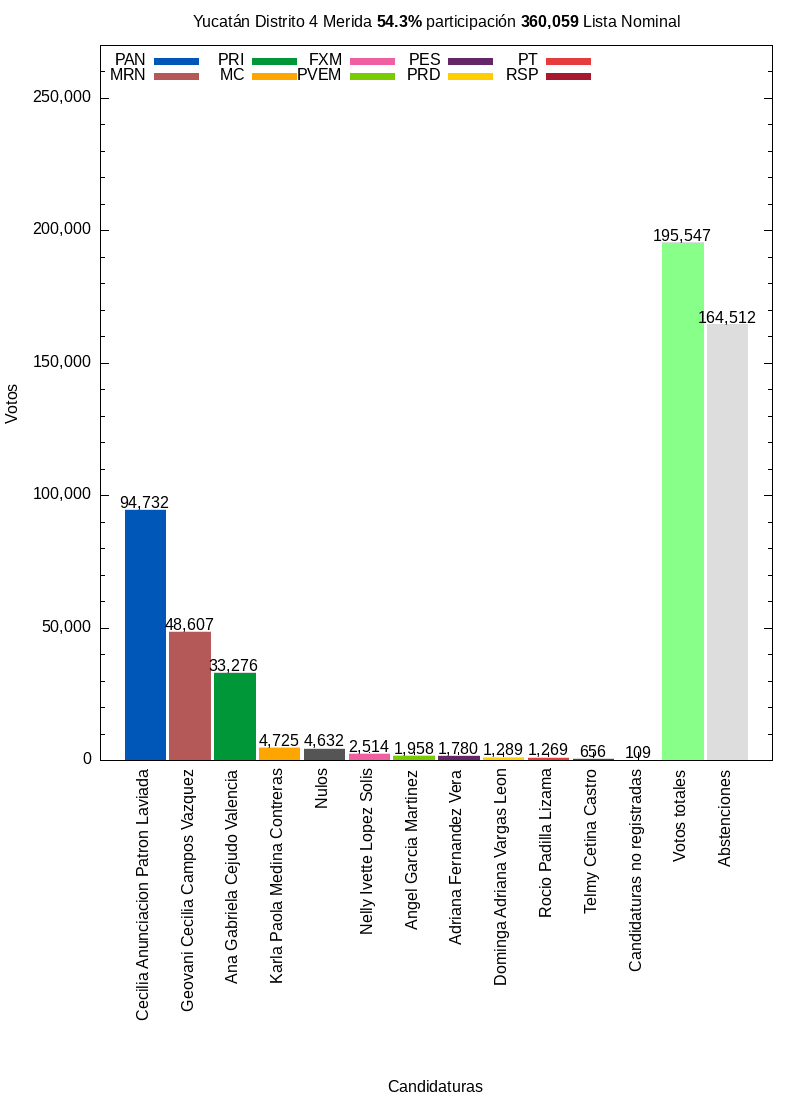 Yucatán Distrito 4 Merida 54.3% participación 360,059 Lista Nominal
PAN PRI FXM PES PT
MRN MC PVEM PRD RSP
250,000
200,000
150,000
100,000
50,000
0
Votos
94,732
48,607
33,276
4,725
4,632
2,514
1,958
1,780
1,289
1,269
656
109
195,547
164,512
Cecilia Anunciacion Patron Laviada
Geovani Cecilia Campos Vazquez
Ana Gabriela Cejudo Valencia
Karla Paola Medina Contreras
Nulos
Nelly Ivette Lopez Solis
Angel Garcia Martinez
Adriana Fernandez Vera
Dominga Adriana Vargas Leon
Rocio Padilla Lizama
Telmy Cetina Castro
Candidaturas no registradas
Votos totales
Abstenciones
Candidaturas